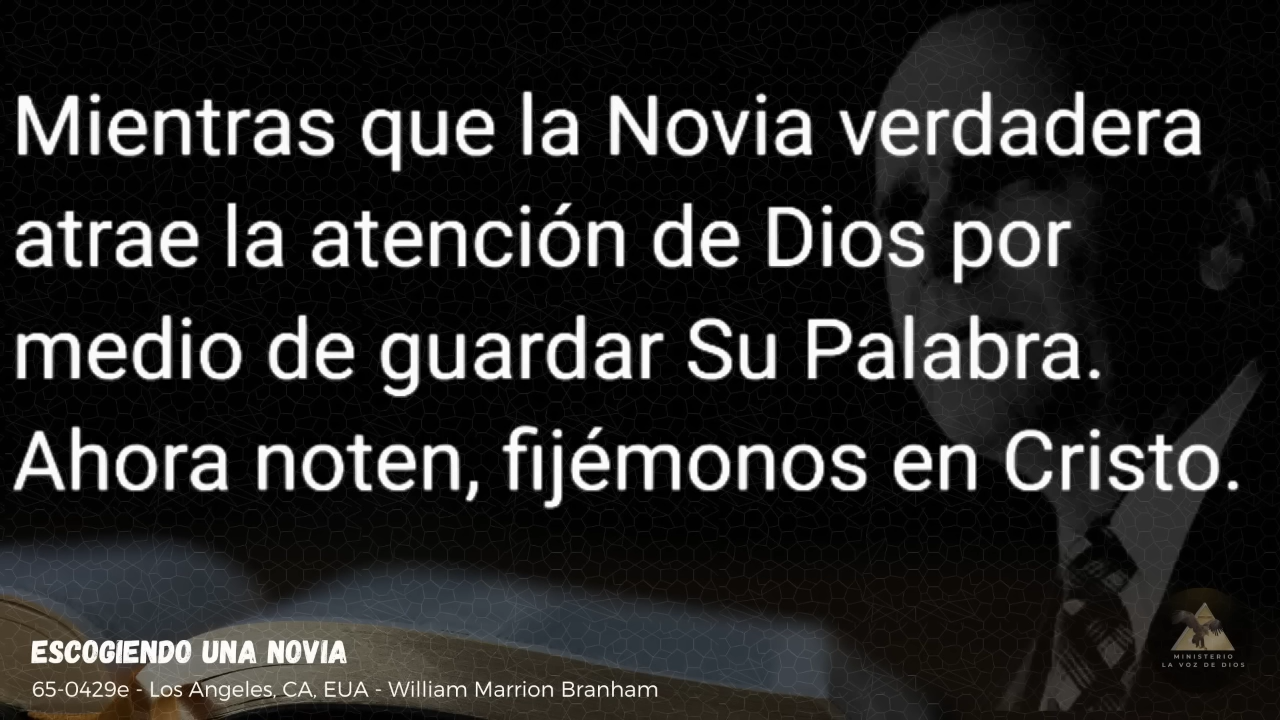 Mientras que la Novia verdadera
atrae la atención de Dios por
medio de guardar Su Palabra.
Ahora noten, fijémonos en Cristo.
ESCOGIENDO UNA NOVIA
65-0429e - Los Angeles, CA, EUA - William Marrion Branham
MINISTERIO
LA VOZ DE DIOS